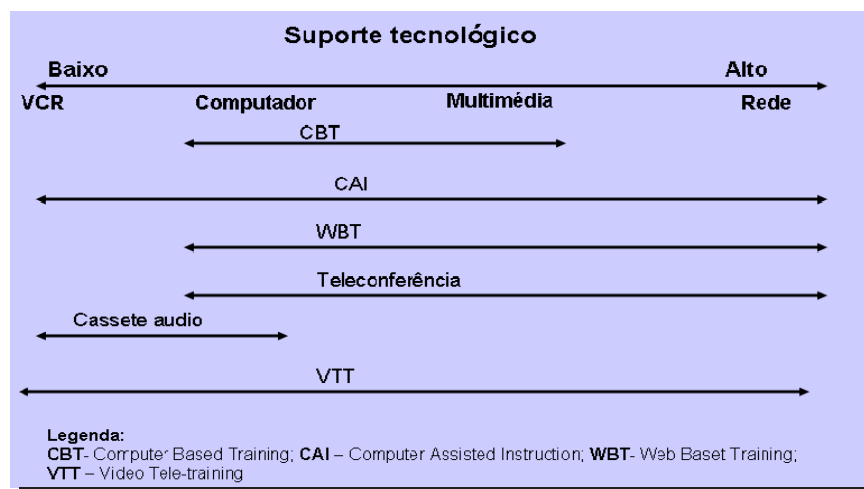 Suporte tecnológico
Baixo Alto
VCR Computador Multimédia Rede
CBT
CAI
WBT
Teleconferência
Cassete audio
VTT
Legenda:
CBT- Computer Based Training; CAI – Computer Assisted Instruction; WBT- Web Baset Training;
VTT – Video Tele-training